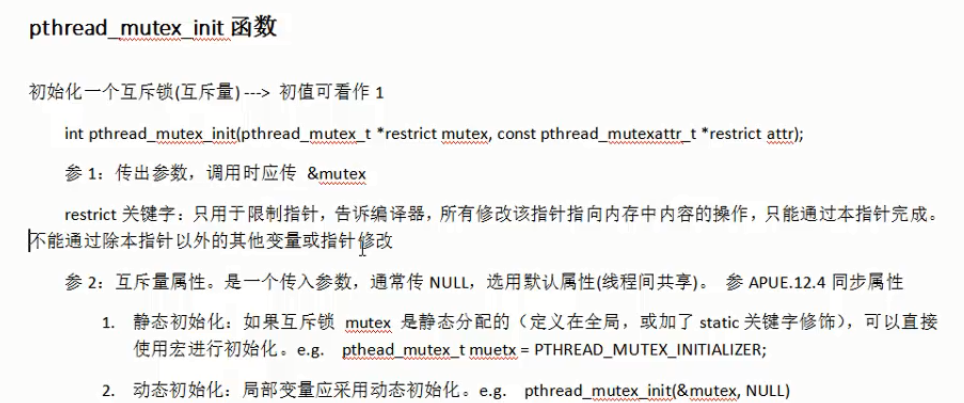 pthread_mutex_init 函数
初始化一个互斥锁(互斥量) ---> 初值可看作 1
int pthread_mutex_init(pthread_mutex_t *restrict mutex, const pthread_mutexattr_t *restrict attr);
参 1：传出参数，调用时应传 &mutex
restrict 关键字：只用于限制指针，告诉编译器，所有修改该指针指向内存中内容的操作，只能通过本指针完成。
不能通过除本指针以外的其他变量或指针修改
参 2：互斥量属性。是一个传入参数，通常传 NULL，选用默认属性(线程间共享)。 参 APUE.12.4 同步属性
1. 静态初始化：如果互斥锁 mutex 是静态分配的（定义在全局，或加了 static 关键字修饰），可以直接
使用宏进行初始化。e.g. pthead_mutex_t muetx = PTHREAD_MUTEX_INITIALIZER;
2. 动态初始化：局部变量应采用动态初始化。e.g. pthread_mutex_init(&mutex, NULL)